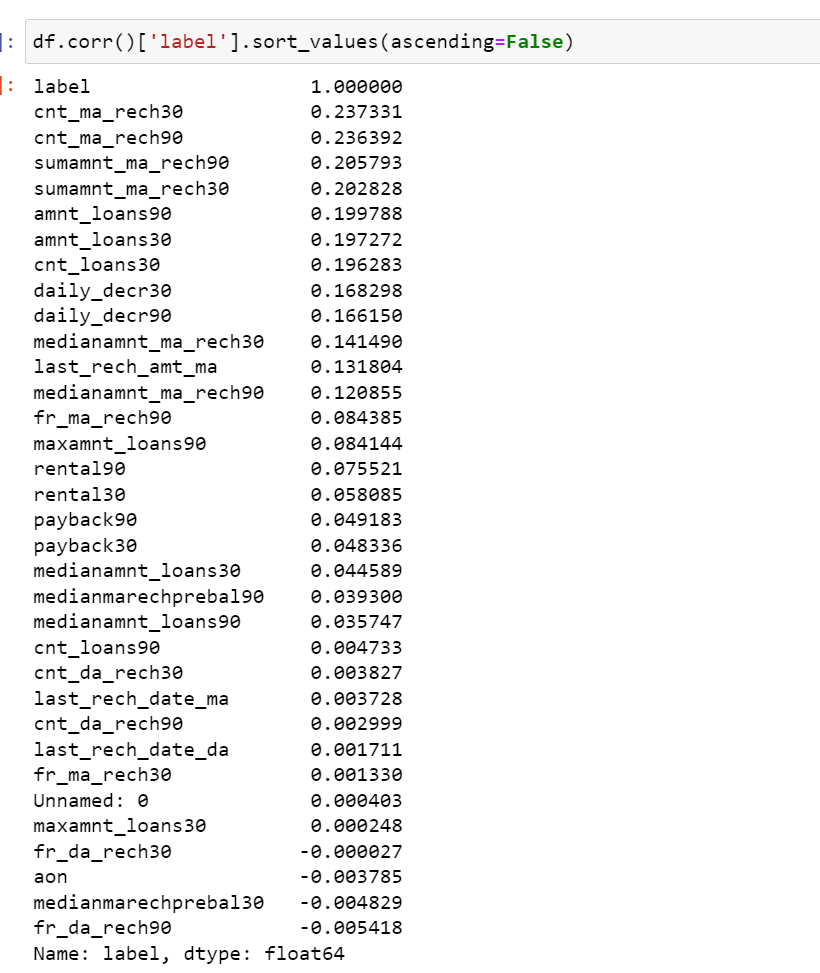 ]: df.corr()['label'].sort_values(ascending=False)
]: label 1.000000
cnt_ma_rech30 0.237331
cnt_ma_rech90 0.236392
sumamnt_ma_rech90 0.205793
sumamnt_ma_rech30 0.202828
amnt_loans90 0.199788
amnt_loans30 0.197272
cnt_loans30 0.196283
daily_decr30 0.168298
daily_decr90 0.166150
medianamnt_ma_rech30 0.141490
last_rech_amt_ma 0.131804
medianamnt_ma_rech90 0.120855
fr_ma_rech90 0.084385
maxamnt_loans90 0.084144
rental90 0.075521
rental30 0.058085
payback90 0.049183
payback30 0.048336
medianamnt_loans30 0.044589
medianmarechprebal90 0.039300
medianamnt_loans90 0.035747
cnt_loans90 0.004733
cnt_da_rech30 0.003827
last_rech_date_ma 0.003728
cnt_da_rech90 0.002999
last_rech_date_da 0.001711
fr_ma_rech30 0.001330
Unnamed: 0 0.000403
maxamnt_loans30 0.000248
fr_da_rech30 -0.000027
aon -0.003785
medianmarechprebal30 -0.004829
fr_da_rech90 -0.005418
Name: label, dtype: float64